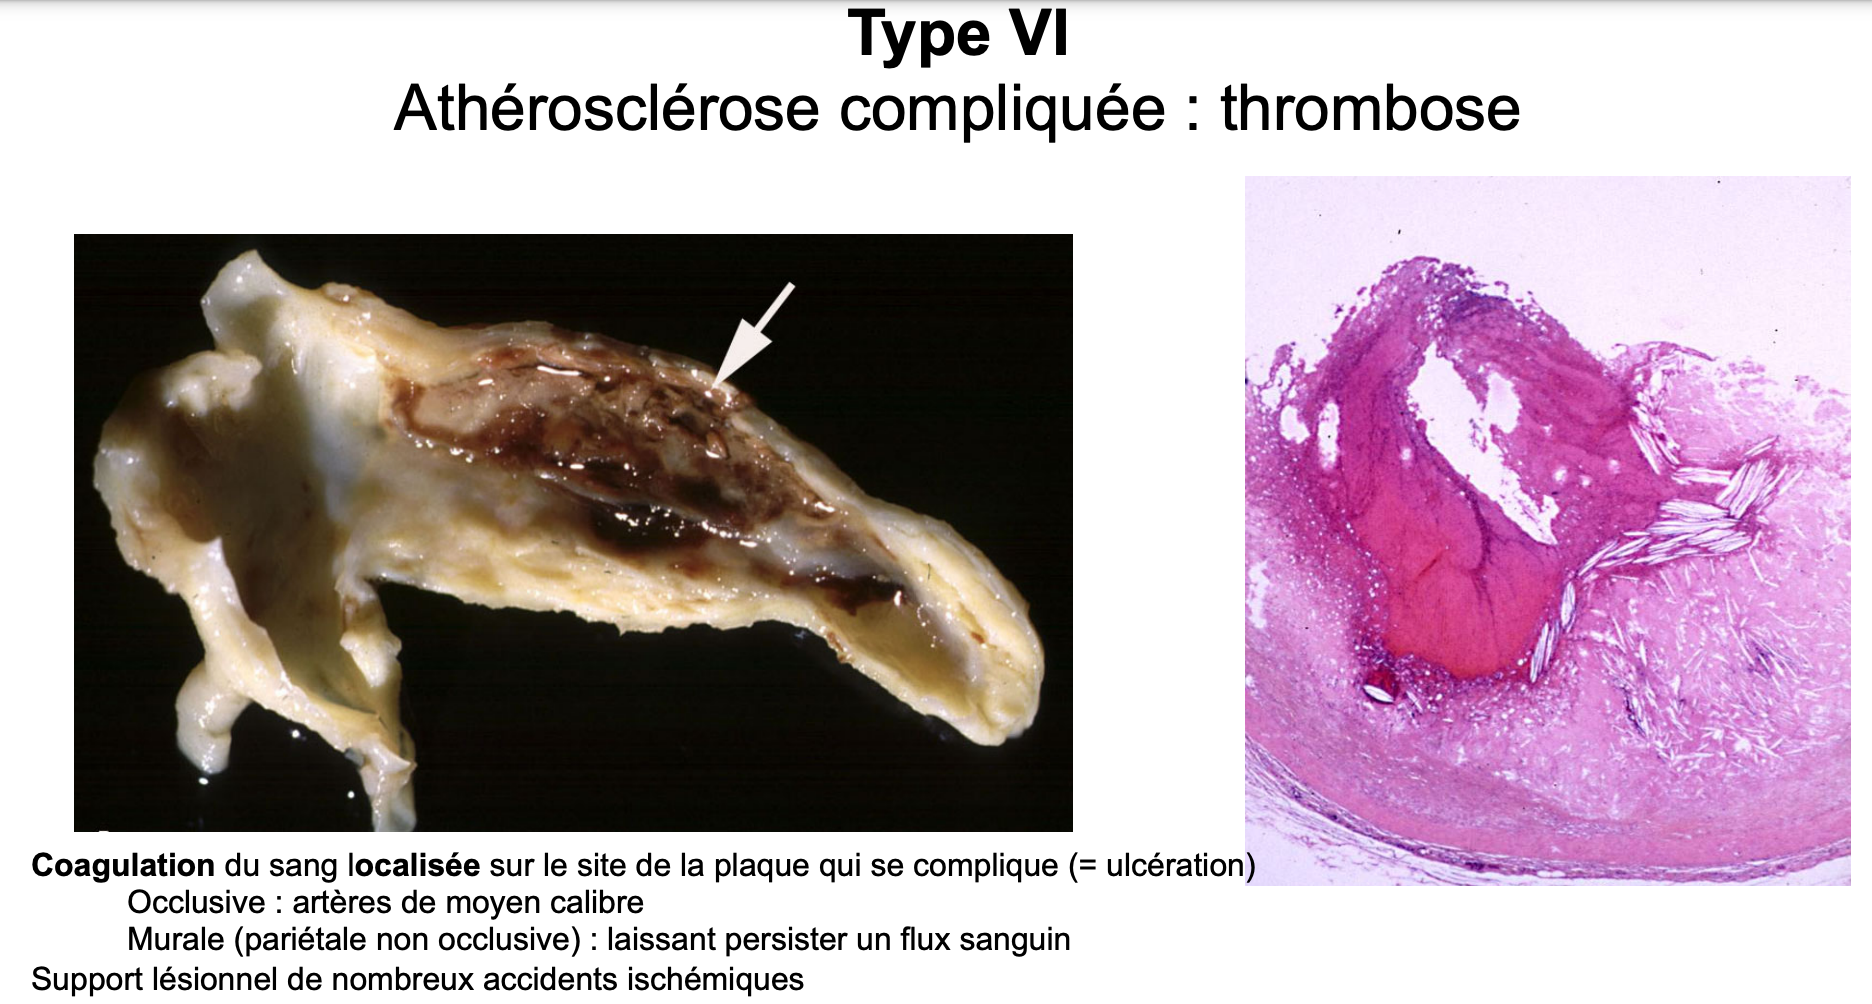 Type VI
Athérosclérose compliquée : thrombose
Coagulation du sang localisée sur le site de la plaque qui se complique (= ulcération)
Occlusive : artères de moyen calibre
Murale (pariétale non occlusive) : laissant persister un flux sanguin
Support lésionnel de nombreux accidents ischémiques